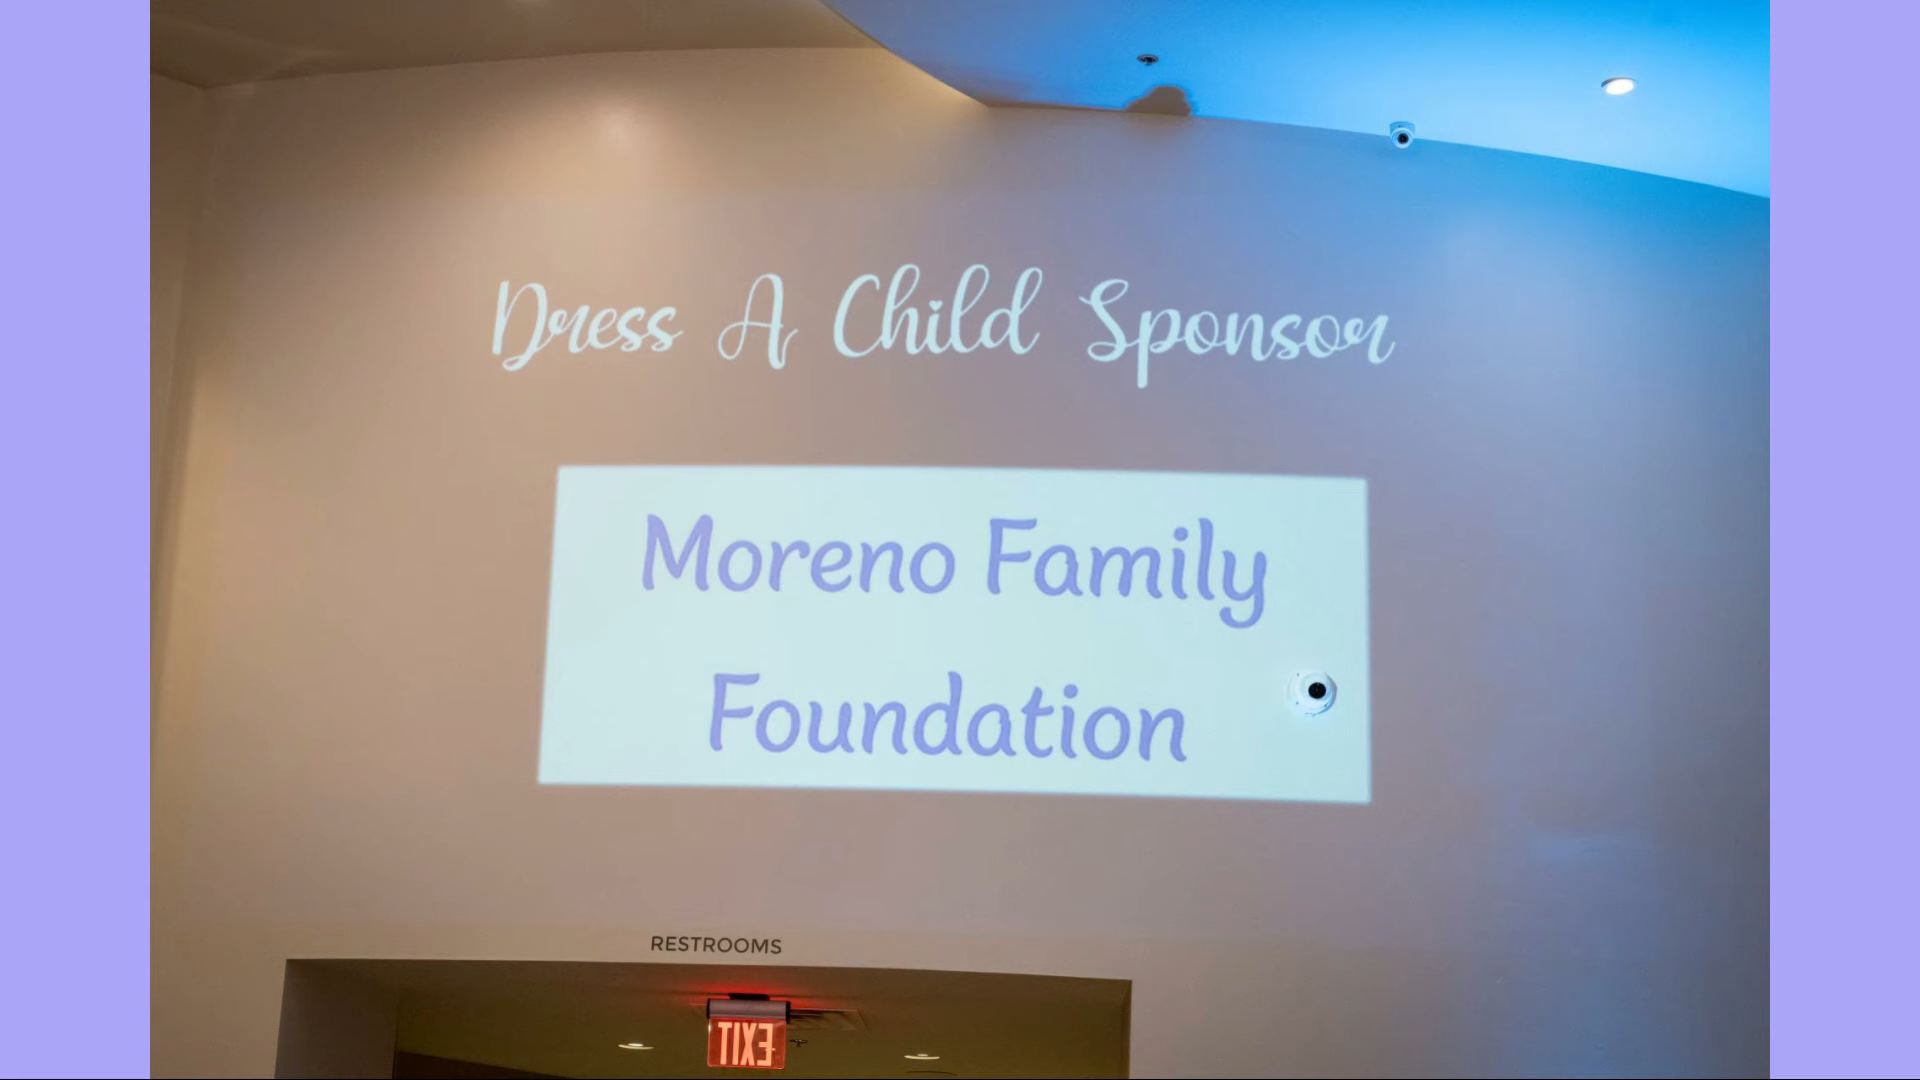 Dress A Child Sponsor
Moreno Family
Foundation
RESTROOMS
EXIT